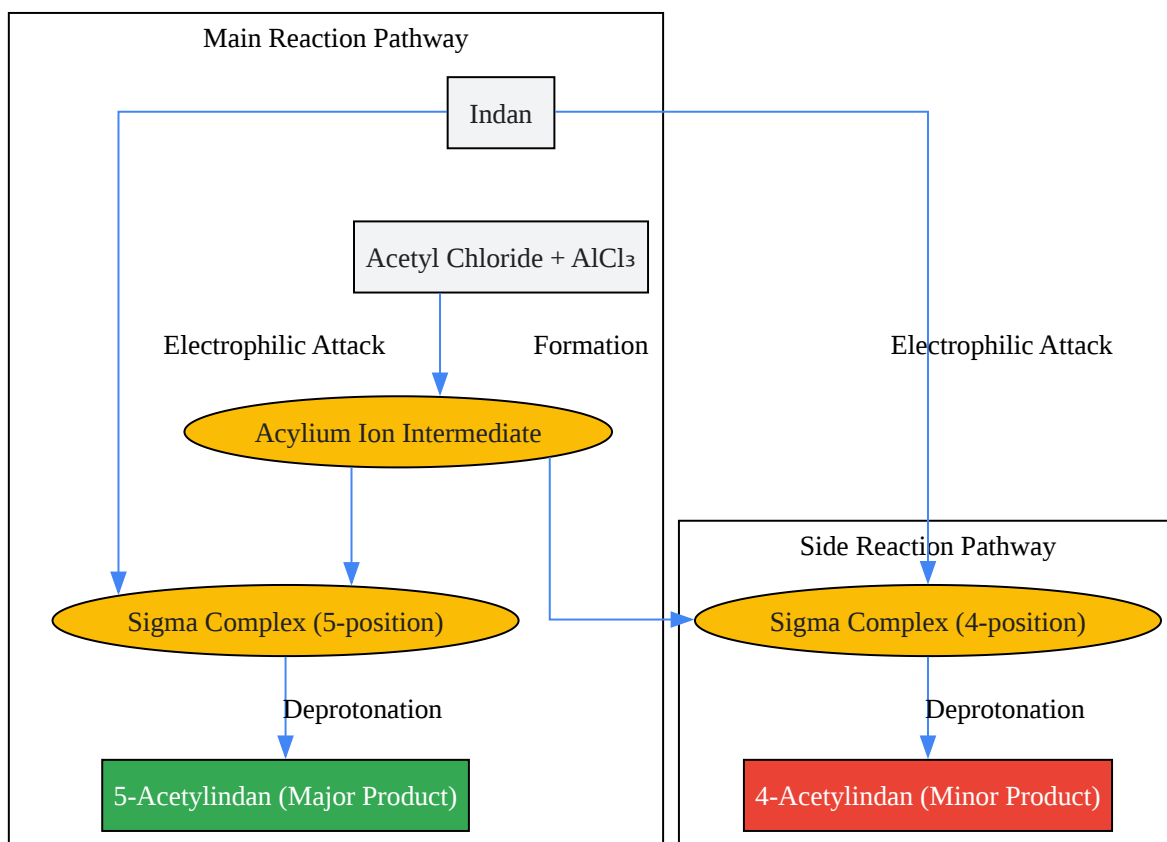 Main Reaction Pathway
Indan
Acetyl Chloride + AlCl₃
Electrophilic Attack
Formation
Electrophilic Attack
Acylium Ion Intermediate
Side Reaction Pathway
Sigma Complex (5-position)
Sigma Complex (4-position)
Deprotonation
Deprotonation
5-Acetylindan (Major Product)
4-Acetylindan (Minor Product)